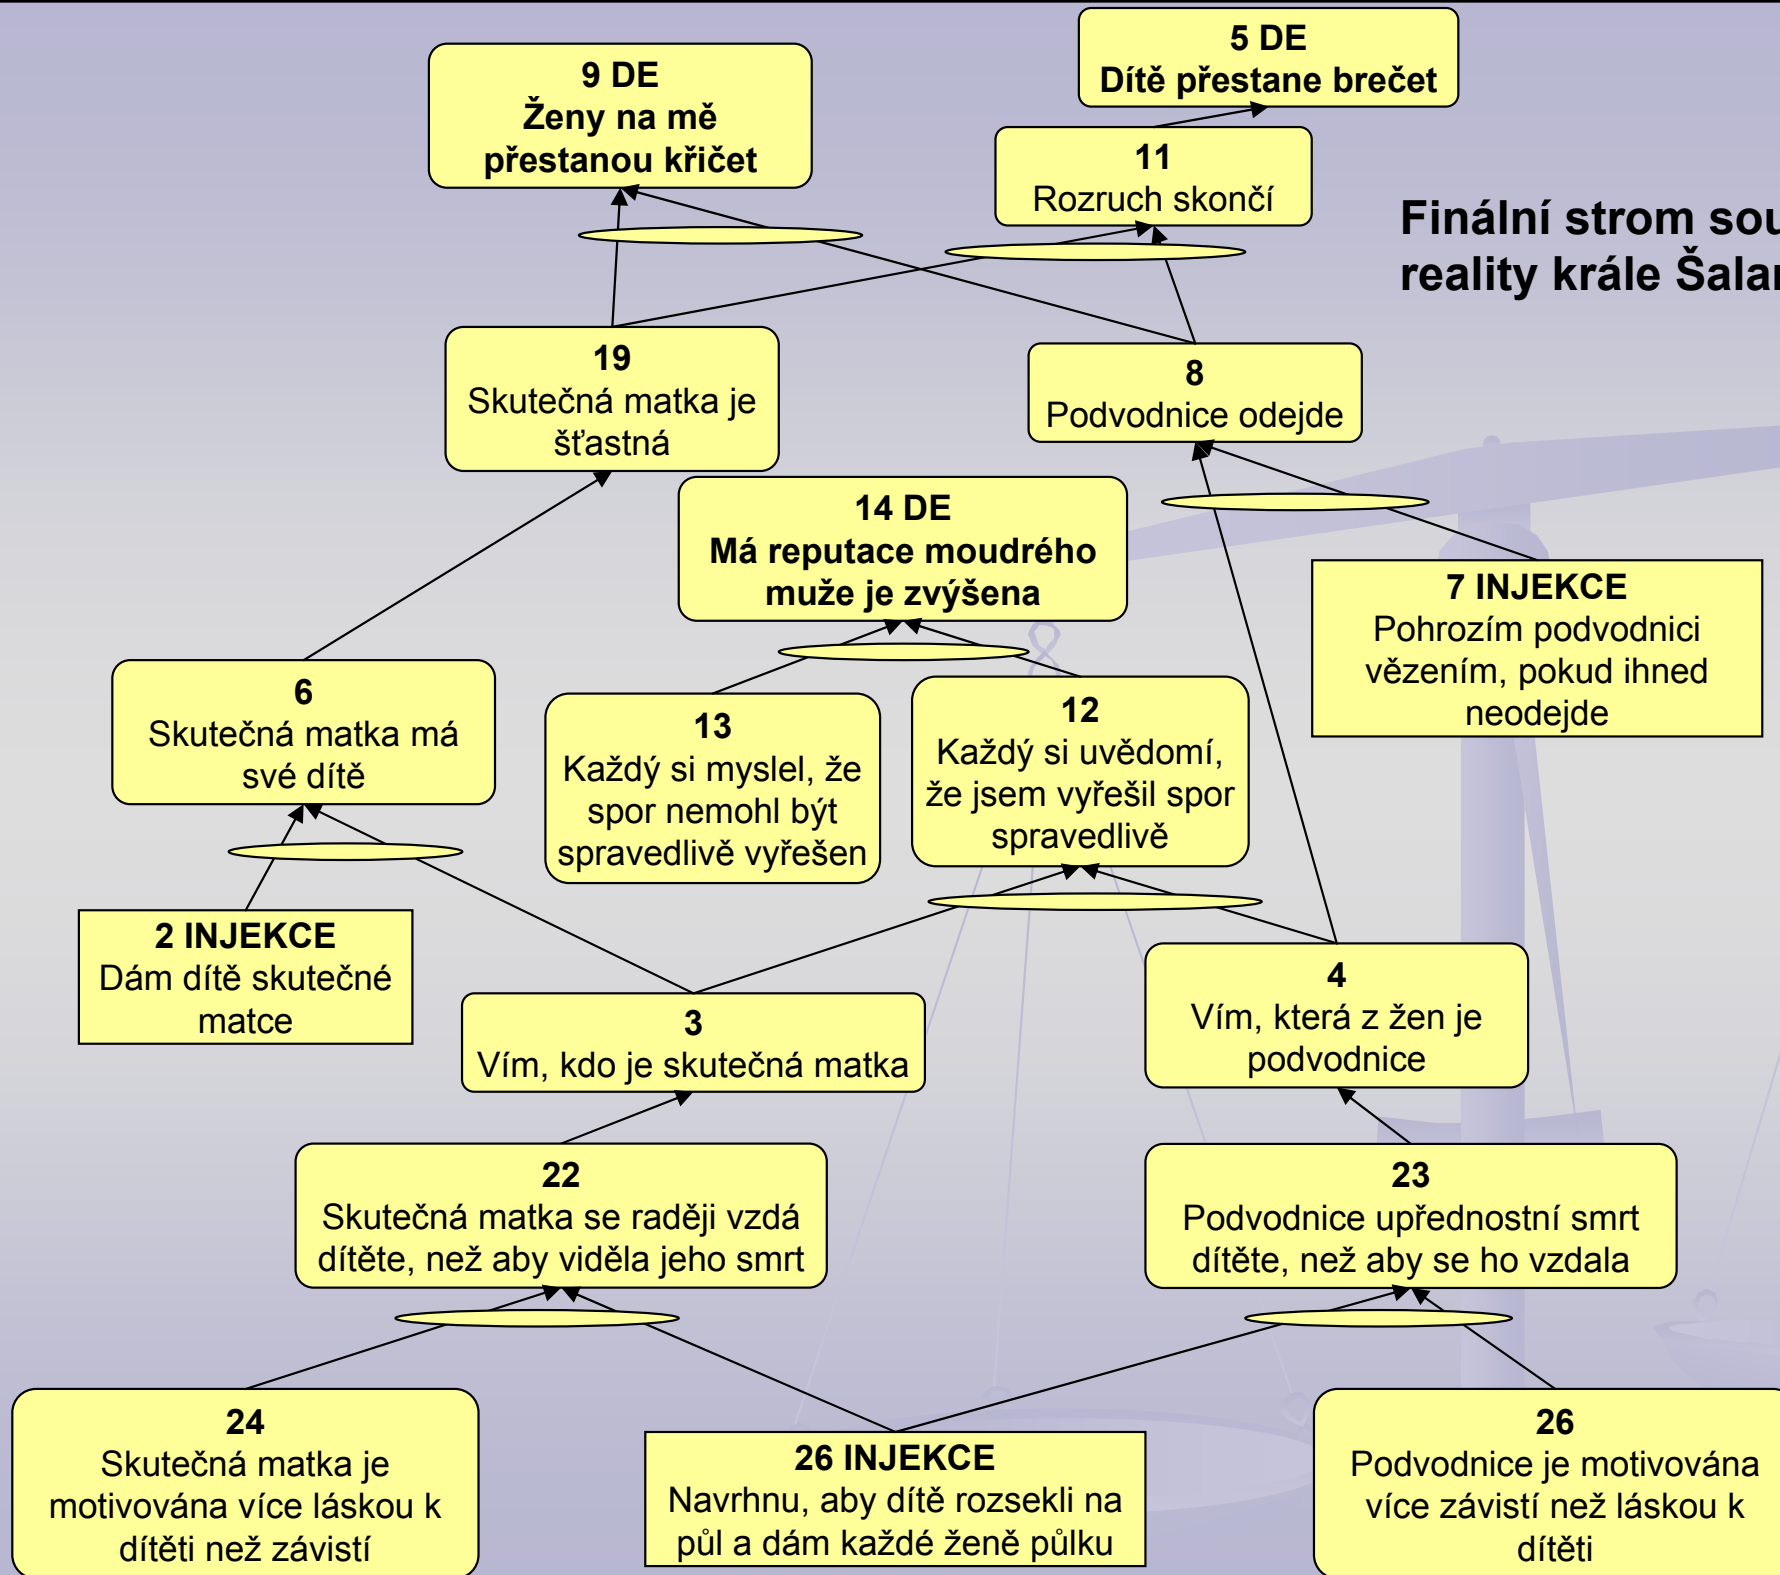 5 DE
Dítě přestane brečet
9 DE
Ženy na mě
přestanou křičet
11
Rozruch skončí
Finální strom
reality krále
19
Skutečná matka je
šťastná
8
Podvodnice odejde
14 DE
Má reputace moudrého
muže je zvýšena
7 INJEKCE
Pohrozím podvodnici
vězením, pokud ihned
neodejde
6
Skutečná matka má
své dítě
13
Každý si myslel, že
spor nemohl být
spravedlivě vyřešen
12
Každý si uvědomí,
že jsem vyřešil spor
spravedlivě
2 INJEKCE
Dám dítě skutečné
matce
3
Vím, kdo je skutečná matka
4
Vím, která z žen je
podvodnice
22
Skutečná matka se raději vzdá
dítěte, než aby viděla jeho smrt
23
Podvodnice upřednostní smrt
dítěte, než aby se ho vzdala
24
Skutečná matka je
motivována více láskou k
dítěti než závistí
26 INJEKCE
Navrhnu, aby dítě rozsekli na
půl a dám každé ženě půlku
26
Podvodnice je motivována
více závistí než láskou k
dítěti